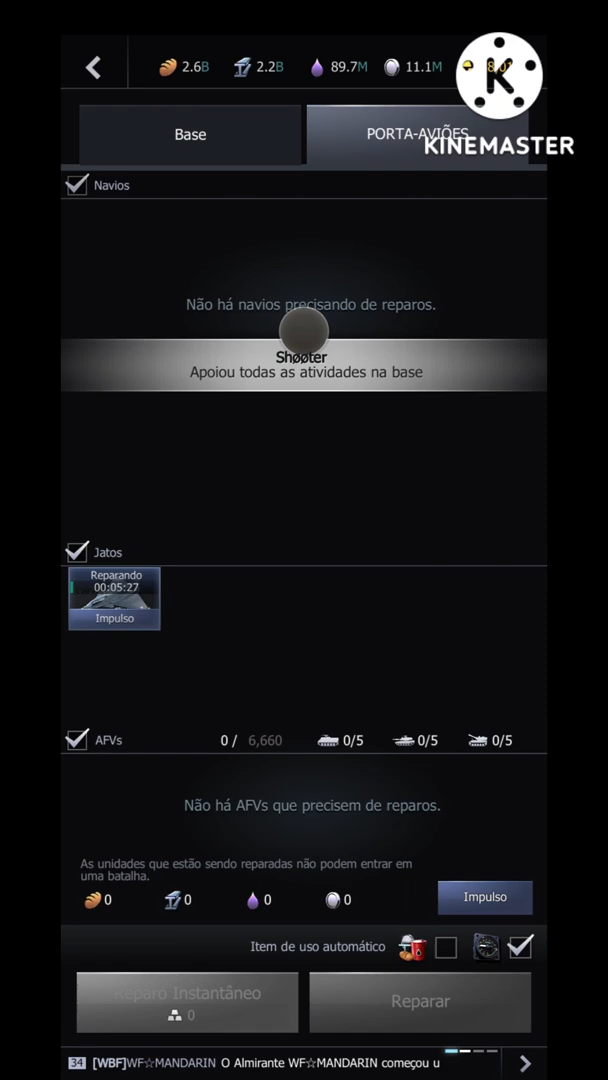 2.6B 2.2B 89.7M 11.1M
K
KINEMASTER
Base
PORTA-AVIÕES
Navios
Não há navios precisando de reparos.
Shøøter
Apoiou todas as atividades na base
Jatos
Reparando
00:05:27
Impulso
AFVs 0 / 6,660 0/5 0/5 0/5
Não há AFVs que precisem de reparos.
As unidades que estão sendo reparadas não podem entrar em
uma batalha.
0 0 0 0
Impulso
Item de uso automático
Reparo Instantâneo
0
Reparar
34 [WBF]WF☆MANDARIN O Almirante WF☆MANDARIN começou u